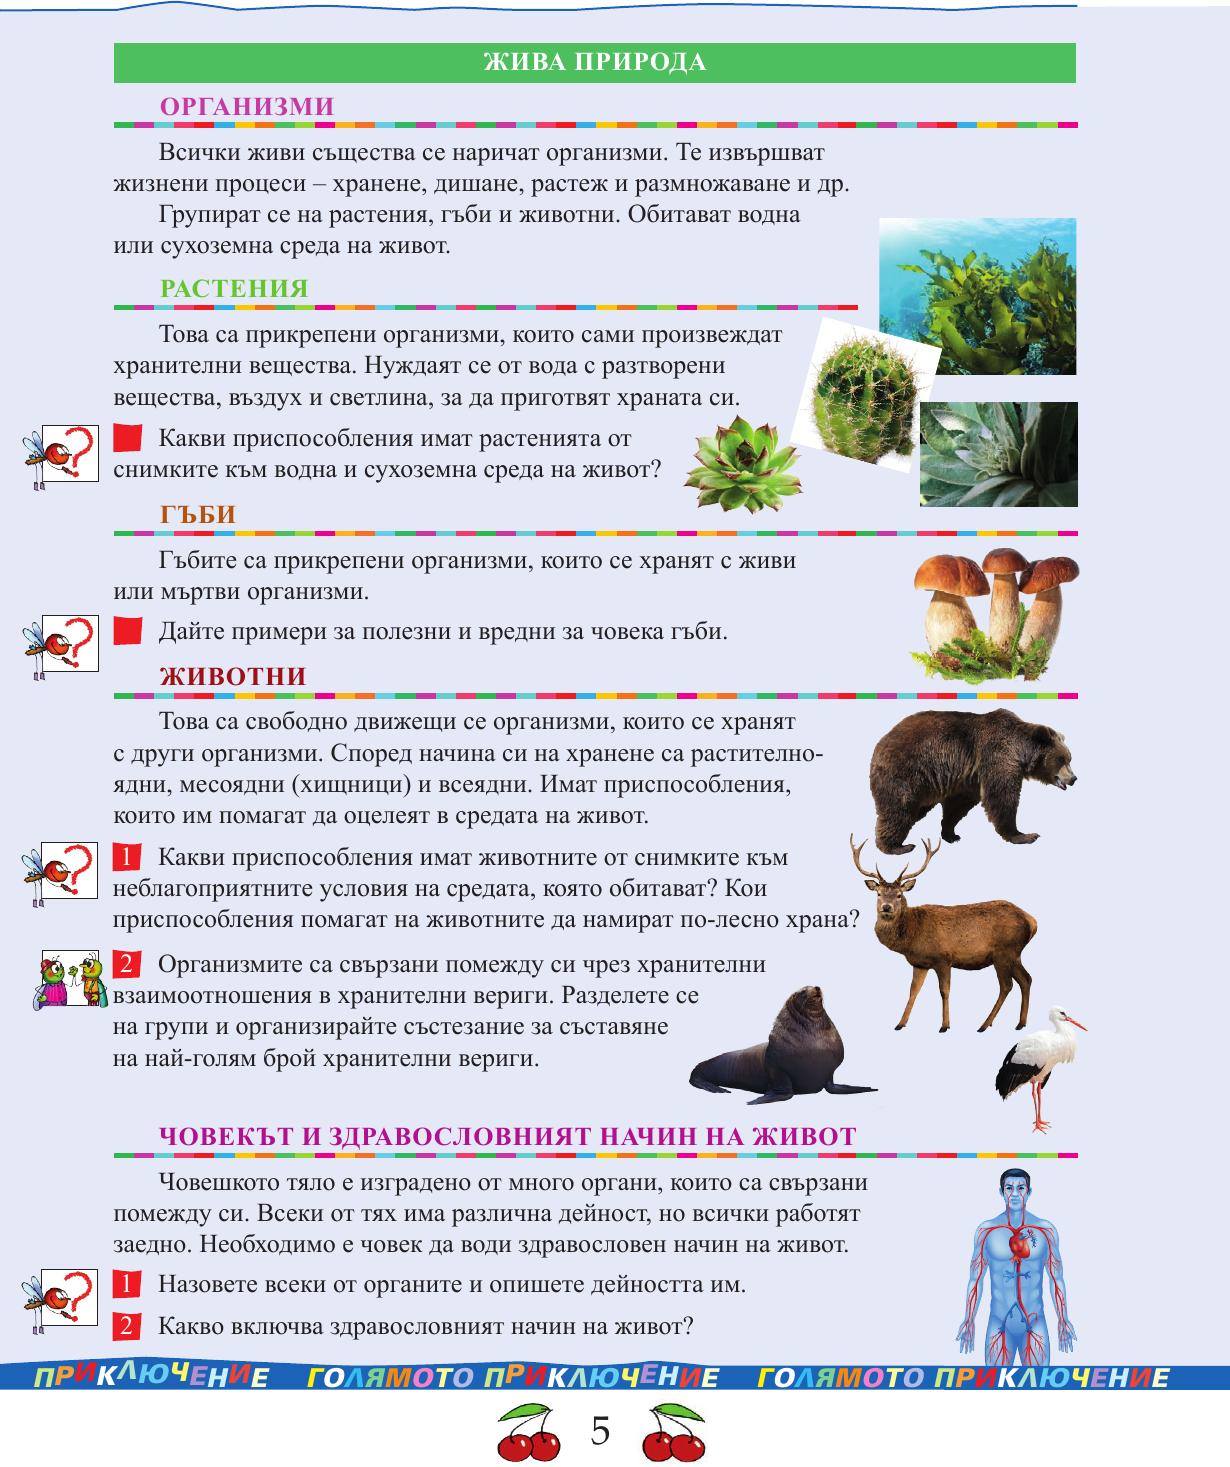 ЖИВА ПРИРОДА
ОРГАНИЗМИ
Всички живи същества се наричат организми. Те извършват
жизнени процеси – хранене, дишане, растеж и размножаване и др.
Групират се на растения, гъби и животни. Обитават водна
или сухоземна среда на живот.
РАСТЕНИЯ
Това са прикрепени организми, които сами произвеждат
хранителни вещества. Нуждаят се от вода с разтворени
вещества, въздух и светлина, за да приготвят храната си.
Какви приспособления имат растенията от
снимките към водна и сухоземна среда на живот?
ГЪБИ
Гъбите са прикрепени организми, които се хранят с живи
или мъртви организми.
Дайте примери за полезни и вредни за човека гъби.
ЖИВОТНИ
Това са свободно движещи се организми, които се хранят
с други организми. Според начина си на хранене са растително-
ядни, месоядни (хищници) и всеядни. Имат приспособления,
които им помагат да оцелеят в средата на живот.
1 Какви приспособления имат животните от снимките към
неблагоприятните условия на средата, която обитават? Кои
приспособления помагат на животните да намират по-лесно храна?
2 Организмите са свързани помежду си чрез хранителни
взаимоотношения в хранителни вериги. Разделете се
на групи и организирайте състезание за съставяне
на най-голям брой хранителни вериги.
ЧОВЕКЪТ И ЗДРАВОСЛОВНИЯТ НАЧИН НА ЖИВОТ
Човешкото тяло е изградено от много органи, които са свързани
помежду си. Всеки от тях има различна дейност, но всички работят
заедно. Необходимо е човек да води здравословен начин на живот.
1 Назовете всеки от органите и опишете дейността им.
2 Какво включва здравословният начин на живот?
ПРИКЛЮЧЕНИЕ ГОЛЯМОТО ПРИКЛЮЧЕНИЕ ГОЛЯМОТО ПРИКЛЮЧЕНИЕ
5